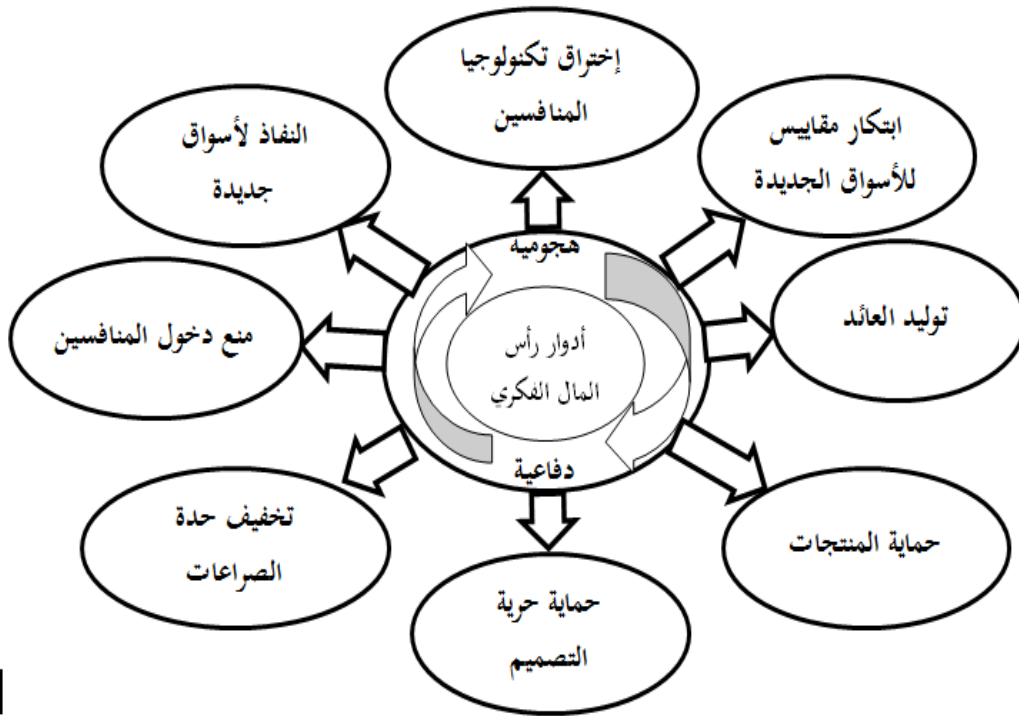 إختراق تكنولوجيا
المنافسين
ابتكار مقاييس
للأسواق الجديدة
النفاذ لأسواق
جديدة
هجومية
توليد العائد
منع دخول المنافسين
أدوار رأس
المال الفكري
دفاعية
حماية المنتجات
تخفيف حدة
الصراعات
حماية حرية
التصميم